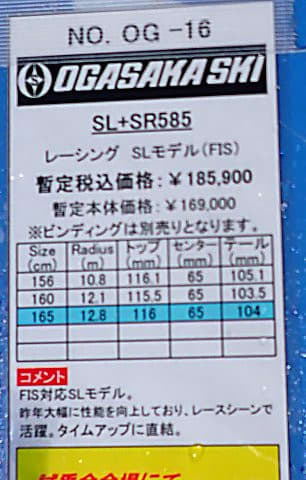 NO. OG -16
OGASAKA SKI
SL+SR585
レーシング SLモデル(FIS)
暫定税込価格:￥185,900
暫定本体価格:￥169,000
※ビンディングは別売りとなります。
Size (cm) Radius (m) トップ (mm) センター (mm) テール (mm)
156 10.8 116.1 65 105.1
160 12.1 115.5 65 103.5
165 12.8 116 65 104
コメント
FIS対応SLモデル。
昨年大幅に性能を向上しており、レースシーンで
活躍。タイムアップに直結。